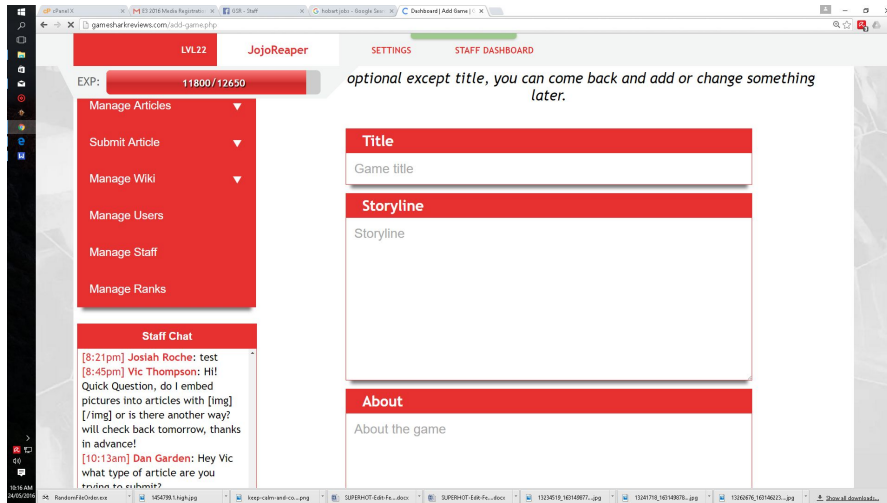 cPanel X
E3 2016 Media Registration
GSR - Staff
hobart jobs - Google Sear
Dashboard | Add Game | G
gamesharkreviews.com/add-game.php
LVL22
JojoReaper
SETTINGS
STAFF DASHBOARD
EXP:
11800/12650
optional except title, you can come back and add or change something
later.
Manage Articles
Submit Article
Manage Wiki
Manage Users
Manage Staff
Manage Ranks
Title
Game title
Storyline
Storyline
About
About the game
Staff Chat
[8:21pm] Josiah Roche: test
[8:45pm] Vic Thompson: Hi!
Quick Question, do I embed
pictures into articles with [img]
[/img] or is there another way?
will check back tomorrow, thanks
in advance!
[10:13am] Dan Garden: Hey Vic
what type of article are you
trying to submit?
10:16 AM
24/05/2016
RandomFileOrder.exe
1454789.1.high.jpg
keep-calm-and-co....png
SUPERHOT-Edit-Fe....docx
SUPERHOT-Edit-Fe....docx
13234519_163149877....jpg
13241718_163149878....jpg
13262676_163146223....jpg
Show all downloads...